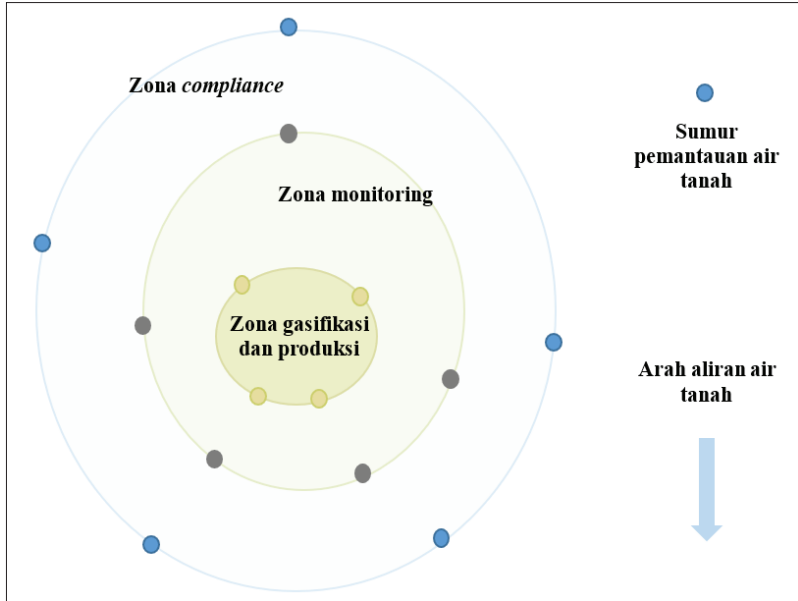 Zona compliance
Zona monitoring
Zona gasifikasi
dan produksi
Sumur
pemantauan air
tanah
Arah aliran air
tanah